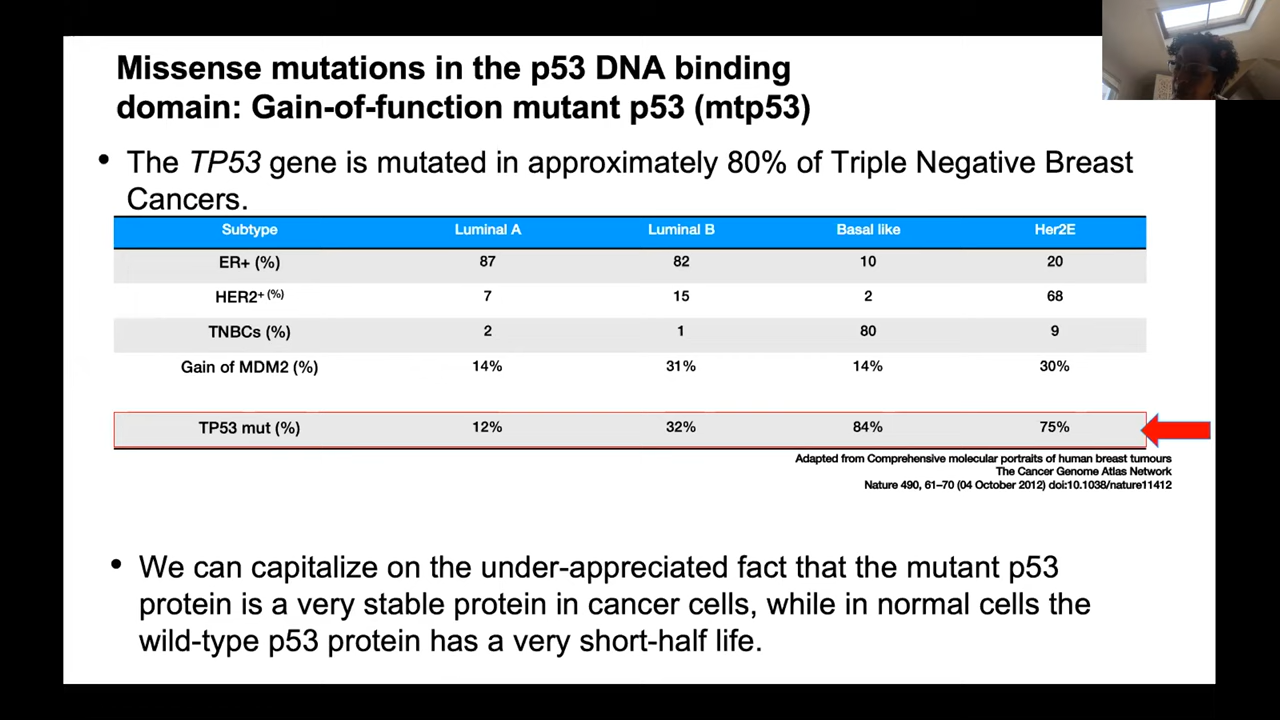 Missense mutations in the p53 DNA binding
domain: Gain-of-function mutant p53 (mtp53)
• The TP53 gene is mutated in approximately 80% of Triple Negative Breast
Cancers.
Subtype Luminal A Luminal B Basal like Her2E
ER+ (%) 87 82 10 20
HER2+ (%) 7 15 2 68
TNBCs (%) 2 1 80 9
Gain of MDM2 (%) 14% 31% 14% 30%
TP53 mut (%) 12% 32% 84% 75%
Adapted from Comprehensive molecular portraits of human breast tumours
The Cancer Genome Atlas Network
Nature 490, 61–70 (04 October 2012) doi:10.1038/nature11412
• We can capitalize on the under-appreciated fact that the mutant p53
protein is a very stable protein in cancer cells, while in normal cells the
wild-type p53 protein has a very short-half life.